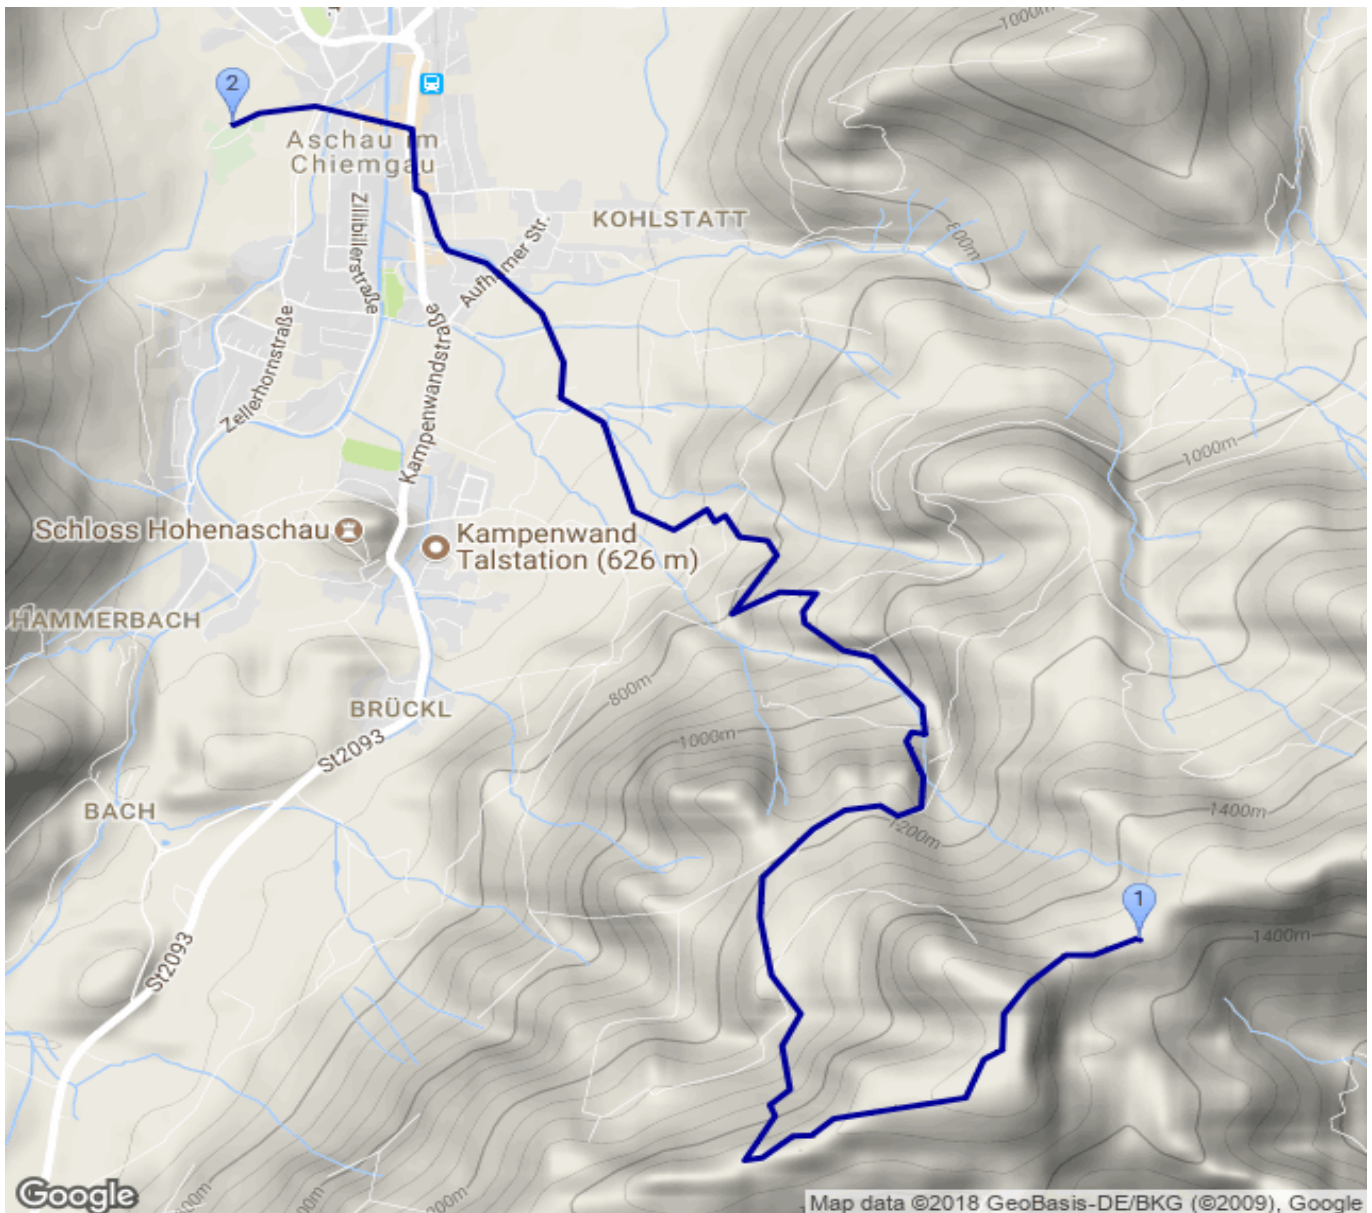 1000m
2
Aschau im
Chiemgau
KOHLSTATT
Zillibillerstraße
Aufhamer Str.
800m
Zellerhornstraße
Kampenwandstraße
1000m
Schloss Hohenaschau
Kampenwand
Talstation (626 m)
HAMMERBACH
800m
BRÜCKL
1000m
St2093
BACH
1400m
1200m
1
1400m
St2093
Google
Map data ©2018 GeoBasis-DE/BKG (©2009), Google